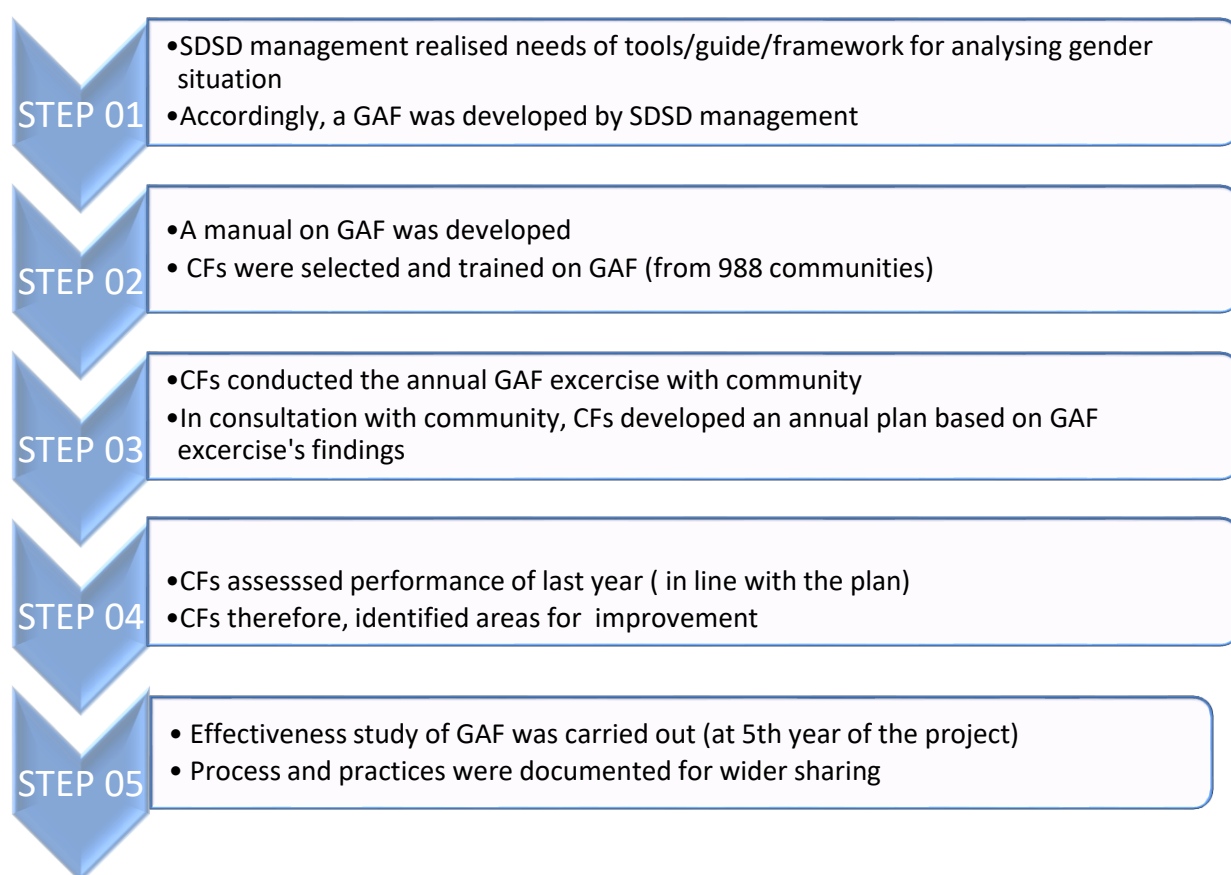 STEP 01
•SDSD management realised needs of tools/guide/framework for analysing gender
situation
•Accordingly, a GAF was developed by SDSD management
STEP 02
•A manual on GAF was developed
• CFs were selected and trained on GAF (from 988 communities)
STEP 03
•CFs conducted the annual GAF excercise with community
•In consultation with community, CFs developed an annual plan based on GAF
excercise's findings
STEP 04
•CFs assesssed performance of last year ( in line with the plan)
•CFs therefore, identified areas for  improvement
STEP 05
• Effectiveness study of GAF was carried out (at 5th year of the project)
• Process and practices were documented for wider sharing